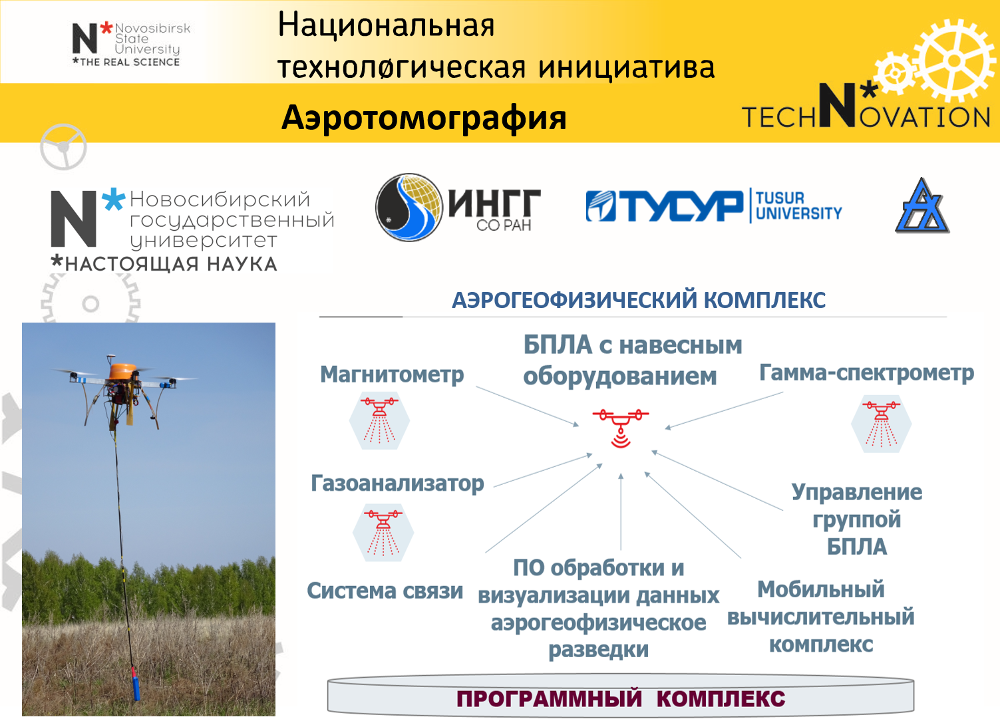 Novosibirsk
State
University
*THE REAL SCIENCE
Национальная
технолøгическая инициатива
Аэротомография
TECHN*OVATION
N*
Новосибирский
государственный
университет
*НАСТОЯЩАЯ НАУКА
ИНГГ
СО РАН
ТУСУР
TUSUR
UNIVERSITY
АЭРОГЕОФИЗИЧЕСКИЙ КОМПЛЕКС
БПЛА с навесным
оборудованием
Магнитометр
Гамма-спектрометр
Газоанализатор
Управление
группой
БПЛА
Система связи
ПО обработки и
визуализации данных
аэрогеофизическое
разведки
Мобильный
вычислительный
комплекс
ПРОГРАММНЫЙ КОМПЛЕКС